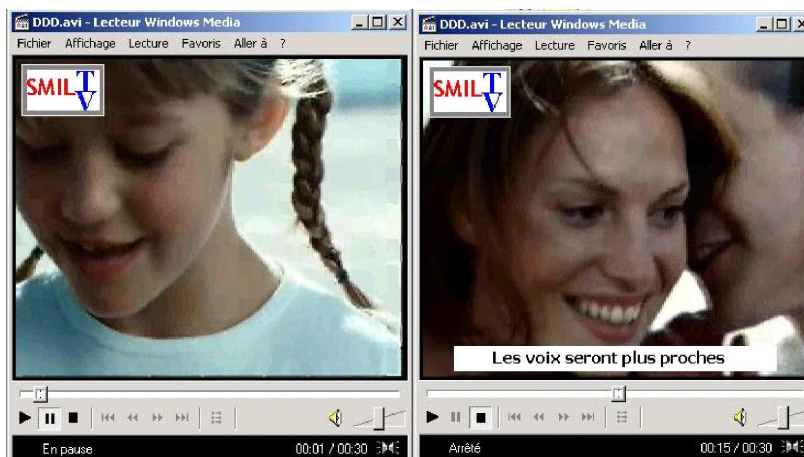 DDD.avi - Lecteur Windows Media
Fichier Affichage Lecture Favoris Aller à ?
SMIL TV
En pause 00:01 / 00:30
DDD.avi - Lecteur Windows Media
Fichier Affichage Lecture Favoris Aller à ?
SMIL TV
Les voix seront plus proches
Arrêté 00:15 / 00:30